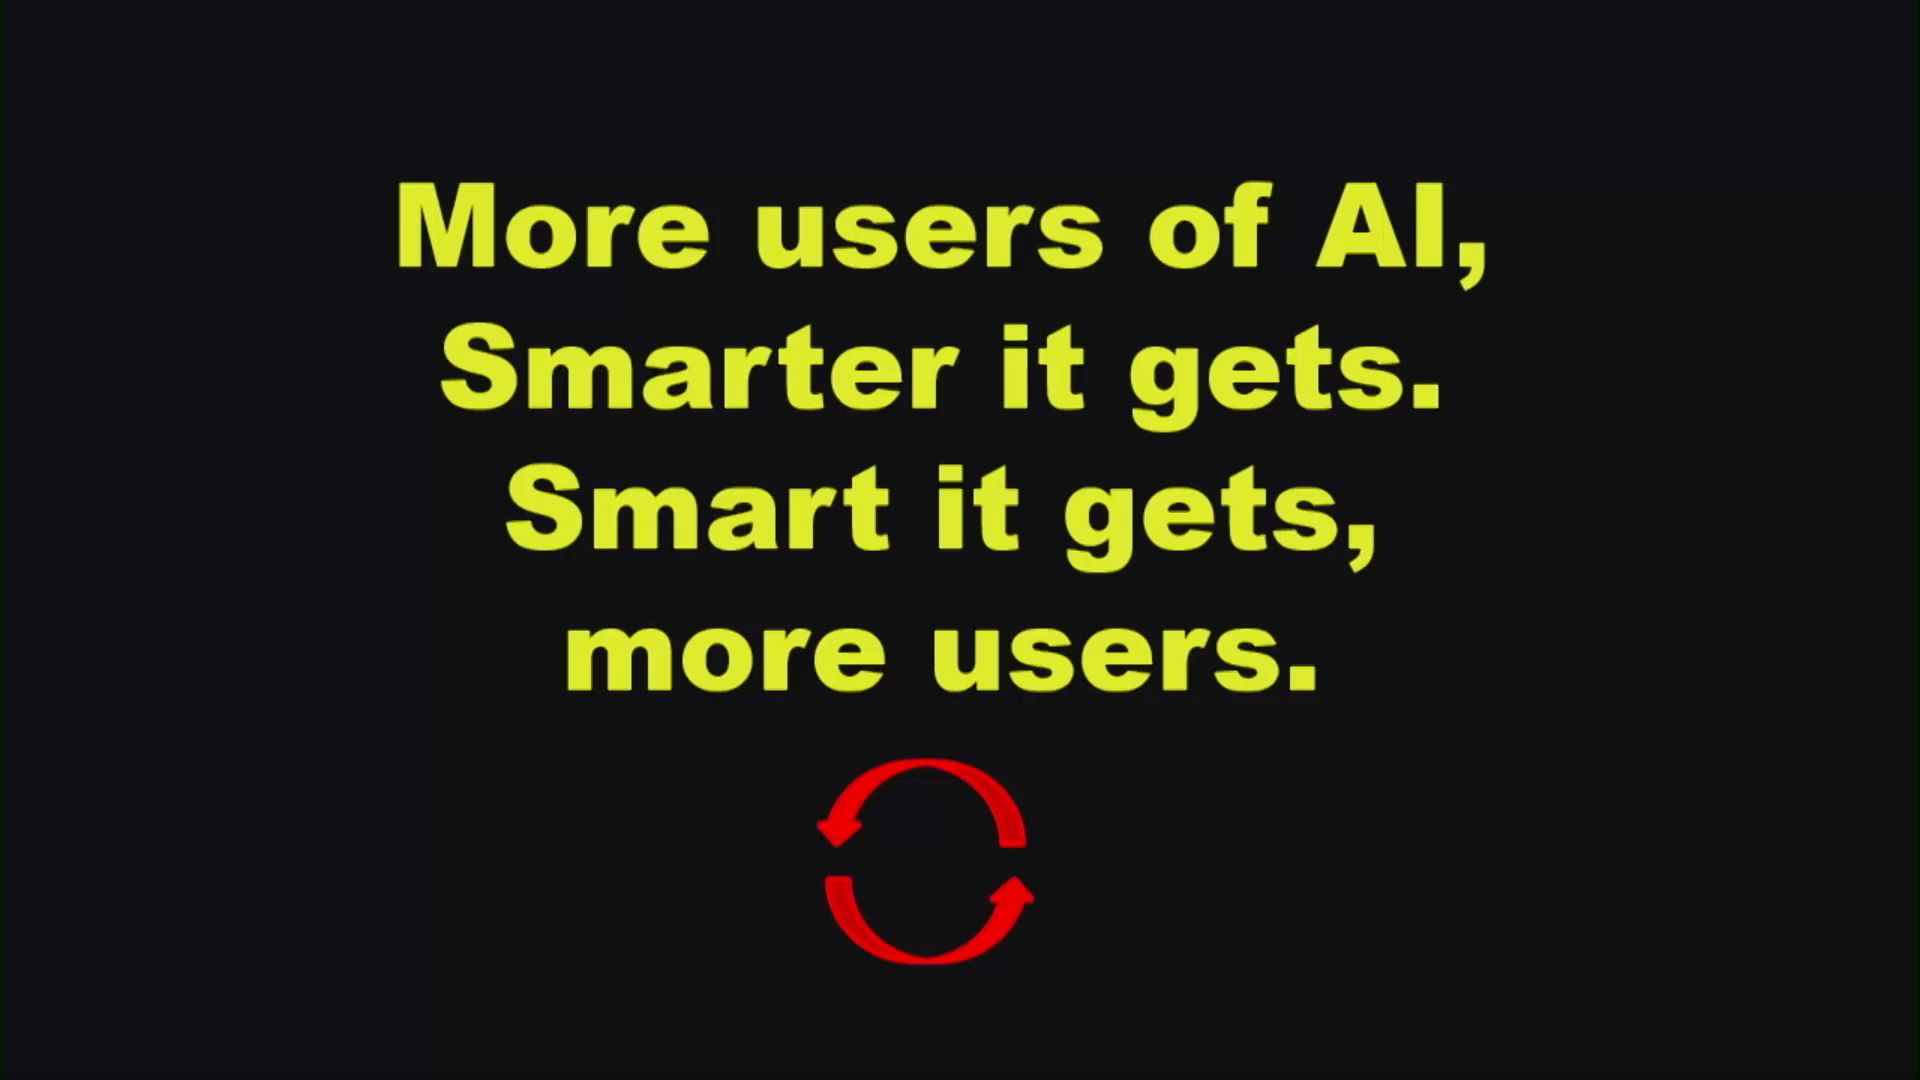 More users of AI,
Smarter it gets.
Smart it gets,
more users.